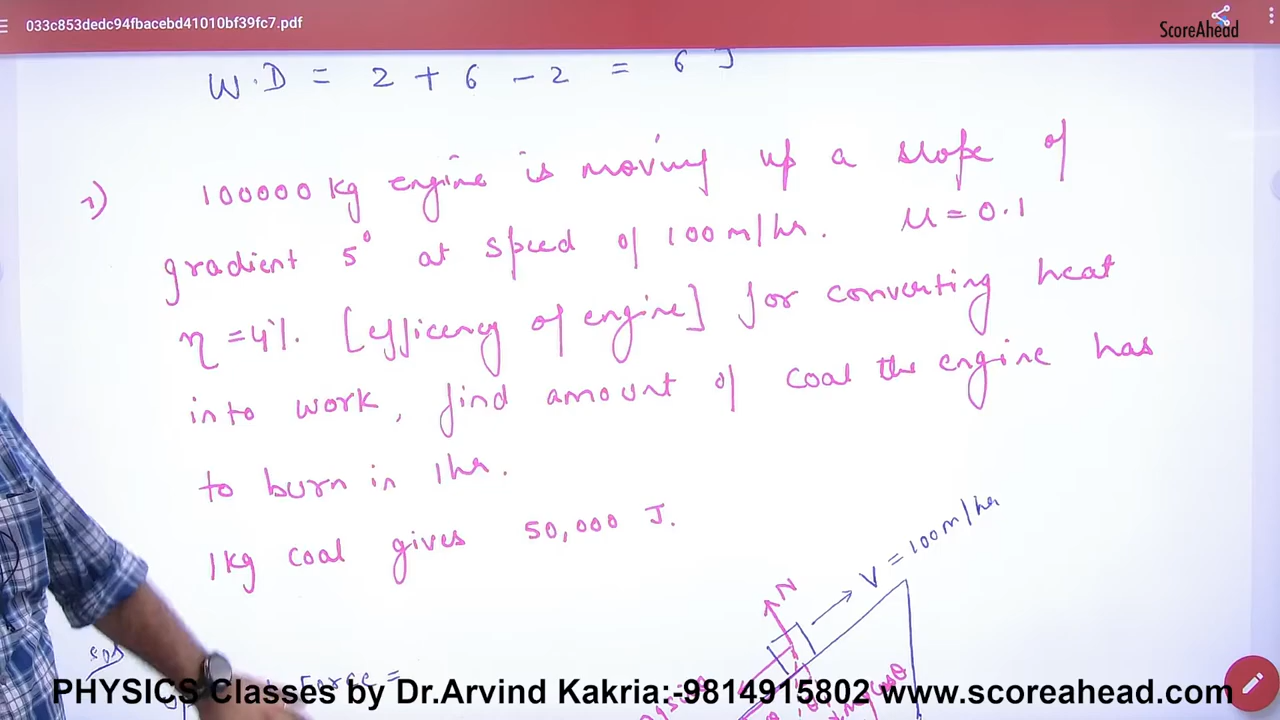 033c853dedc94fbacebd41010bf39fc7.pdf
ScoreAhead
W.D = 2 + 6 - 2 = 6 J
1) 100000 kg engine is moving up a slope of
gradient 5° at speed of 100 m/hr. μ = 0.1
η = 4%. [efficency of engine] for converting heat
into work, find amount of coal the engine has
to burn in 1hr.
1kg coal gives 50,000 J.
V = 100m/hr
N
Force =
PHYSICS Classes by Dr.Arvind Kakria:-9814915802 www.scoreahead.com